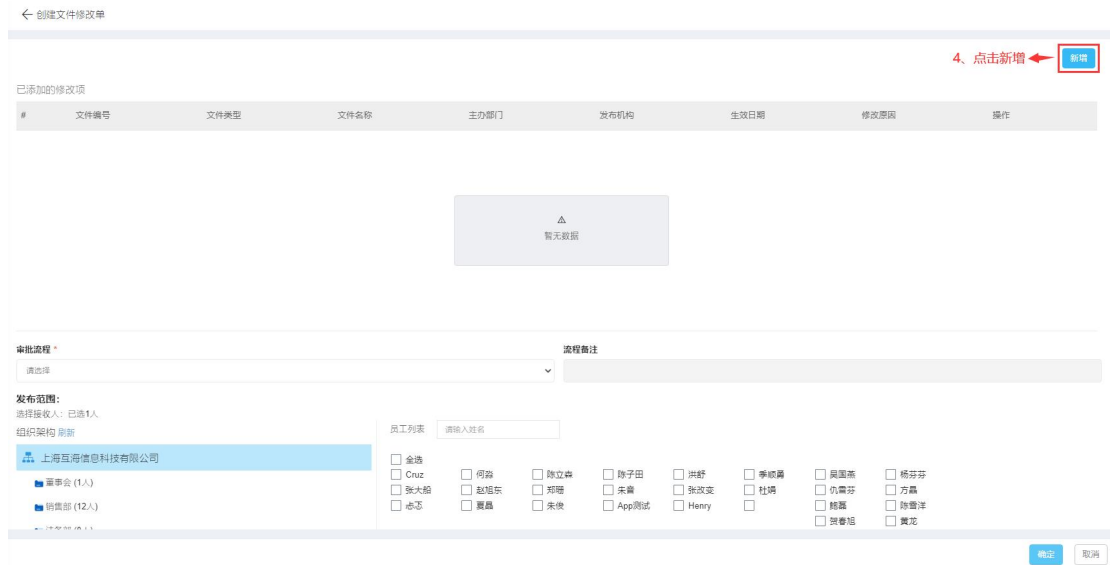 ← 创建文件修改单
4、点击新增
新增
已添加的修改项
# 文件编号 文件类型 文件名称 主办部门 发布机构 生效日期 修改原因 操作
暂无数据
审批流程 * 流程备注
请选择
发布范围：
选择接收人：已选1人
组织架构 刷新 员工列表 请输入姓名
上海互海信息科技有限公司
董事会 (1人)
销售部 (12人)
全选
Cruz 何淼 陈立森 陈子田 洪舒 季顺勇 吴国燕 杨芬芬
张大船 赵旭东 郑珊 朱睿 张改变 杜娟 仇雪芬 方晶
夏晶 朱俊 App测试 Henry 鲍磊 陈雪洋
贺春旭 黄龙
确定 取消